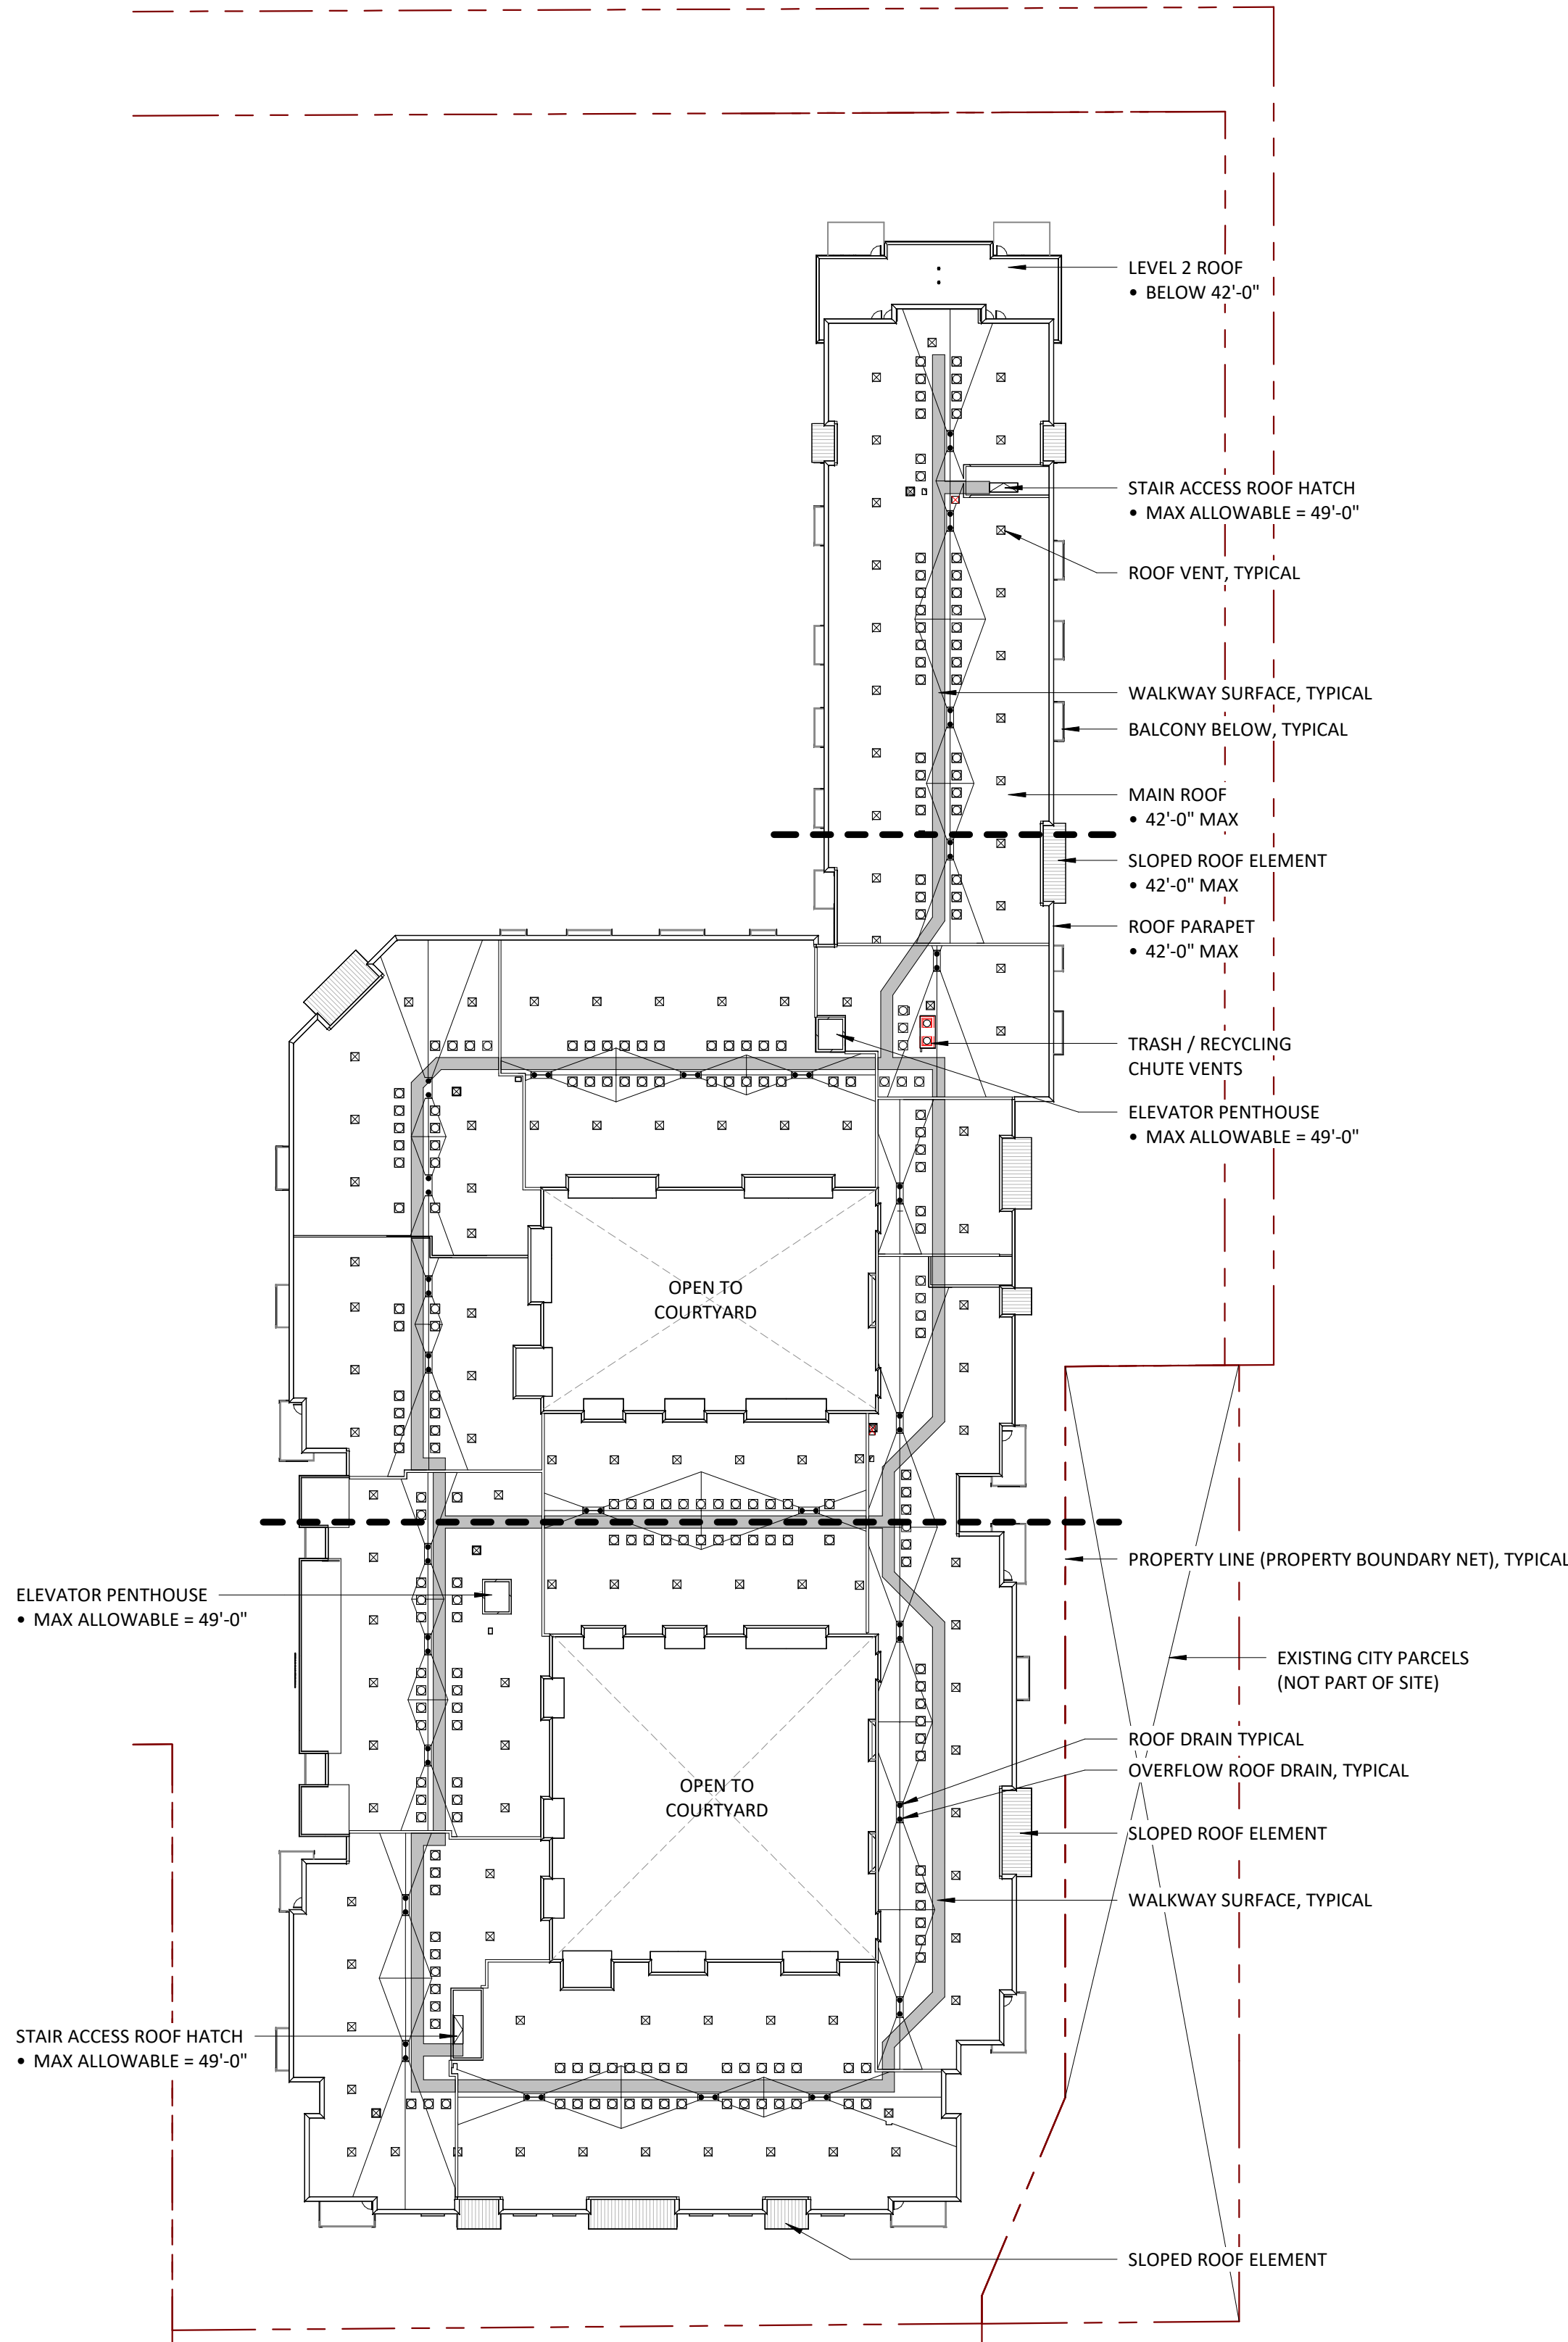 LEVEL 2 ROOF
• BELOW 42'-0"
STAIR ACCESS ROOF HATCH
• MAX ALLOWABLE = 49'-0"
ROOF VENT, TYPICAL
WALKWAY SURFACE, TYPICAL
BALCONY BELOW, TYPICAL
MAIN ROOF
• 42'-0" MAX
SLOPED ROOF ELEMENT
• 42'-0" MAX
ROOF PARAPET
• 42'-0" MAX
TRASH / RECYCLING
CHUTE VENTS
ELEVATOR PENTHOUSE
• MAX ALLOWABLE = 49'-0"
OPEN TO
COURTYARD
PROPERTY LINE (PROPERTY BOUNDARY NET), TYPICAL
ELEVATOR PENTHOUSE
• MAX ALLOWABLE = 49'-0"
EXISTING CITY PARCELS
(NOT PART OF SITE)
ROOF DRAIN TYPICAL
OVERFLOW ROOF DRAIN, TYPICAL
OPEN TO
COURTYARD
SLOPED ROOF ELEMENT
WALKWAY SURFACE, TYPICAL
STAIR ACCESS ROOF HATCH
• MAX ALLOWABLE = 49'-0"
SLOPED ROOF ELEMENT